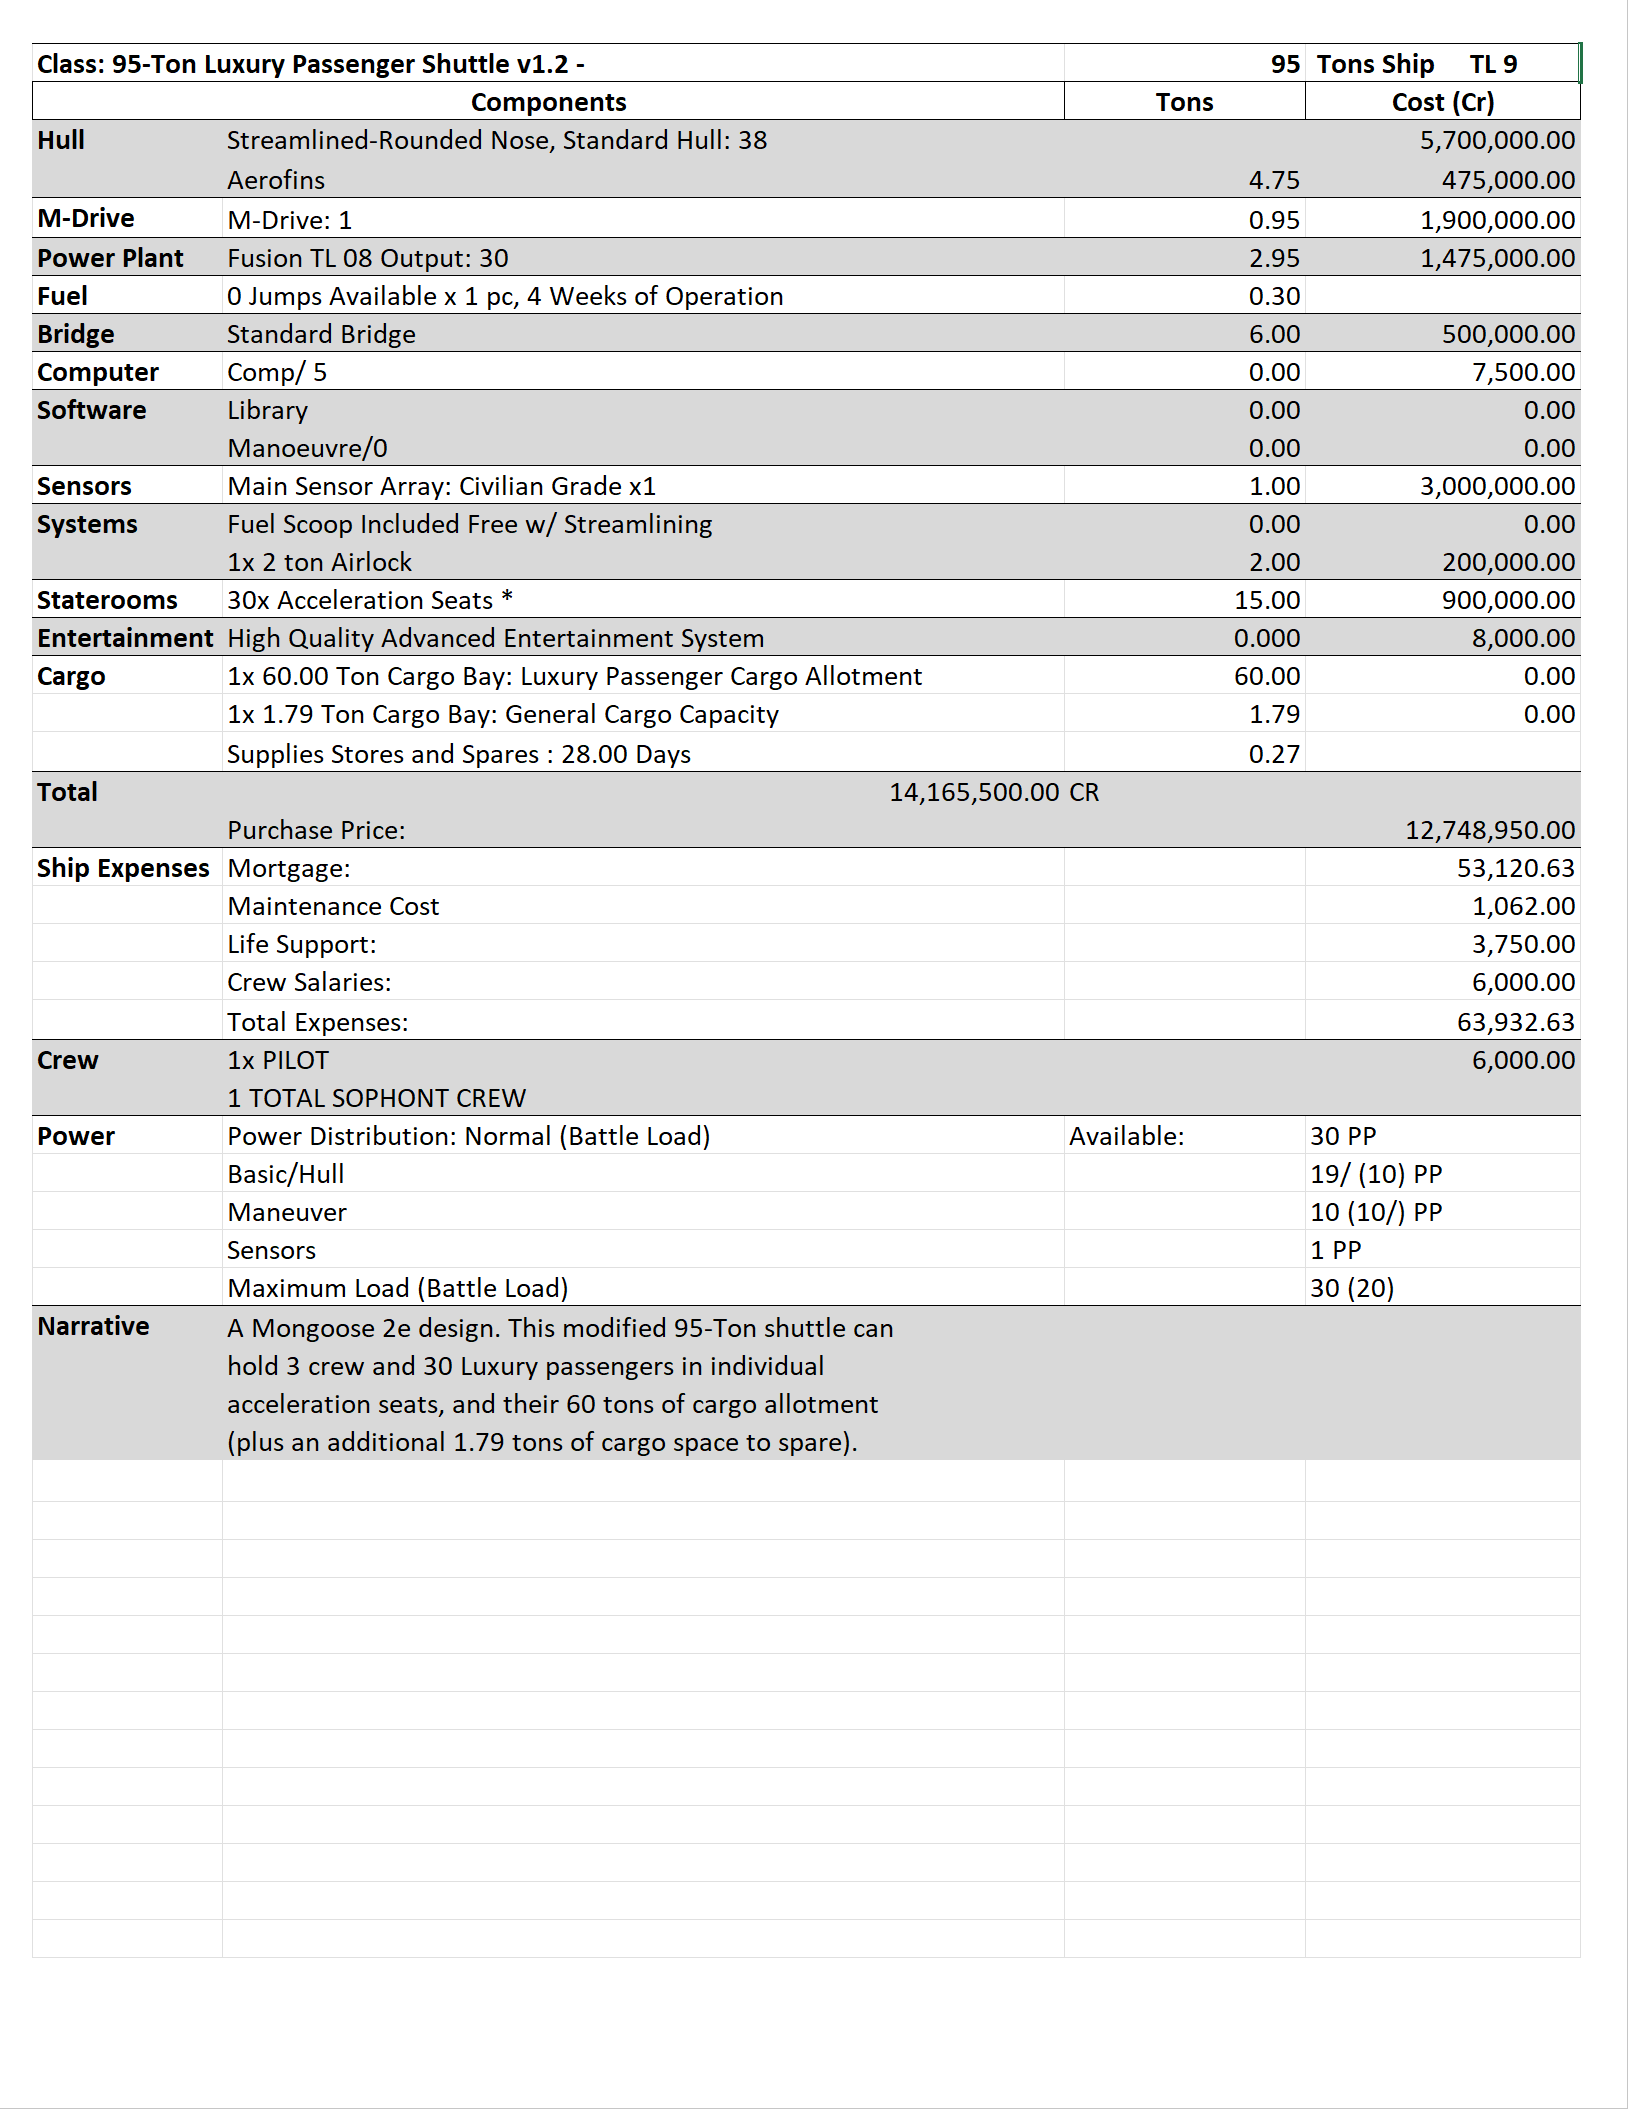 Class: 95-Ton Luxury Passenger Shuttle v1.2 - 95 Tons Ship TL 9
Components Tons Cost (Cr)
Hull Streamlined-Rounded Nose, Standard Hull: 38 5,700,000.00
Aerofins 4.75 475,000.00
M-Drive M-Drive: 1 0.95 1,900,000.00
Power Plant Fusion TL 08 Output: 30 2.95 1,475,000.00
Fuel 0 Jumps Available x 1 pc, 4 Weeks of Operation 0.30
Bridge Standard Bridge 6.00 500,000.00
Computer Comp/ 5 0.00 7,500.00
Software Library 0.00 0.00
Manoeuvre/0 0.00 0.00
Sensors Main Sensor Array: Civilian Grade x1 1.00 3,000,000.00
Systems Fuel Scoop Included Free w/ Streamlining 0.00 0.00
1x 2 ton Airlock 2.00 200,000.00
Staterooms 30x Acceleration Seats * 15.00 900,000.00
Entertainment High Quality Advanced Entertainment System 0.000 8,000.00
Cargo 1x 60.00 Ton Cargo Bay: Luxury Passenger Cargo Allotment 60.00 0.00
1x 1.79 Ton Cargo Bay: General Cargo Capacity 1.79 0.00
Supplies Stores and Spares : 28.00 Days 0.27
Total 14,165,500.00 CR
Purchase Price: 12,748,950.00
Ship Expenses Mortgage: 53,120.63
Maintenance Cost 1,062.00
Life Support: 3,750.00
Crew Salaries: 6,000.00
Total Expenses: 63,932.63
Crew 1x PILOT 6,000.00
1 TOTAL SOPHONT CREW
Power Power Distribution: Normal (Battle Load) Available: 30 PP
Basic/Hull 19/ (10) PP
Maneuver 10 (10/) PP
Sensors 1 PP
Maximum Load (Battle Load) 30 (20)
Narrative A Mongoose 2e design. This modified 95-Ton shuttle can
hold 3 crew and 30 Luxury passengers in individual
acceleration seats, and their 60 tons of cargo allotment
(plus an additional 1.79 tons of cargo space to spare).